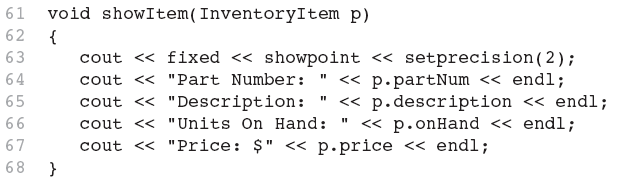 61 void showItem(InventoryItem p)
62 {
63    cout << fixed << showpoint << setprecision(2);
64    cout << "Part Number: " << p.partNum << endl;
65    cout << "Description: " << p.description << endl;
66    cout << "Units On Hand: " << p.onHand << endl;
67    cout << "Price: $" << p.price << endl;
68 }